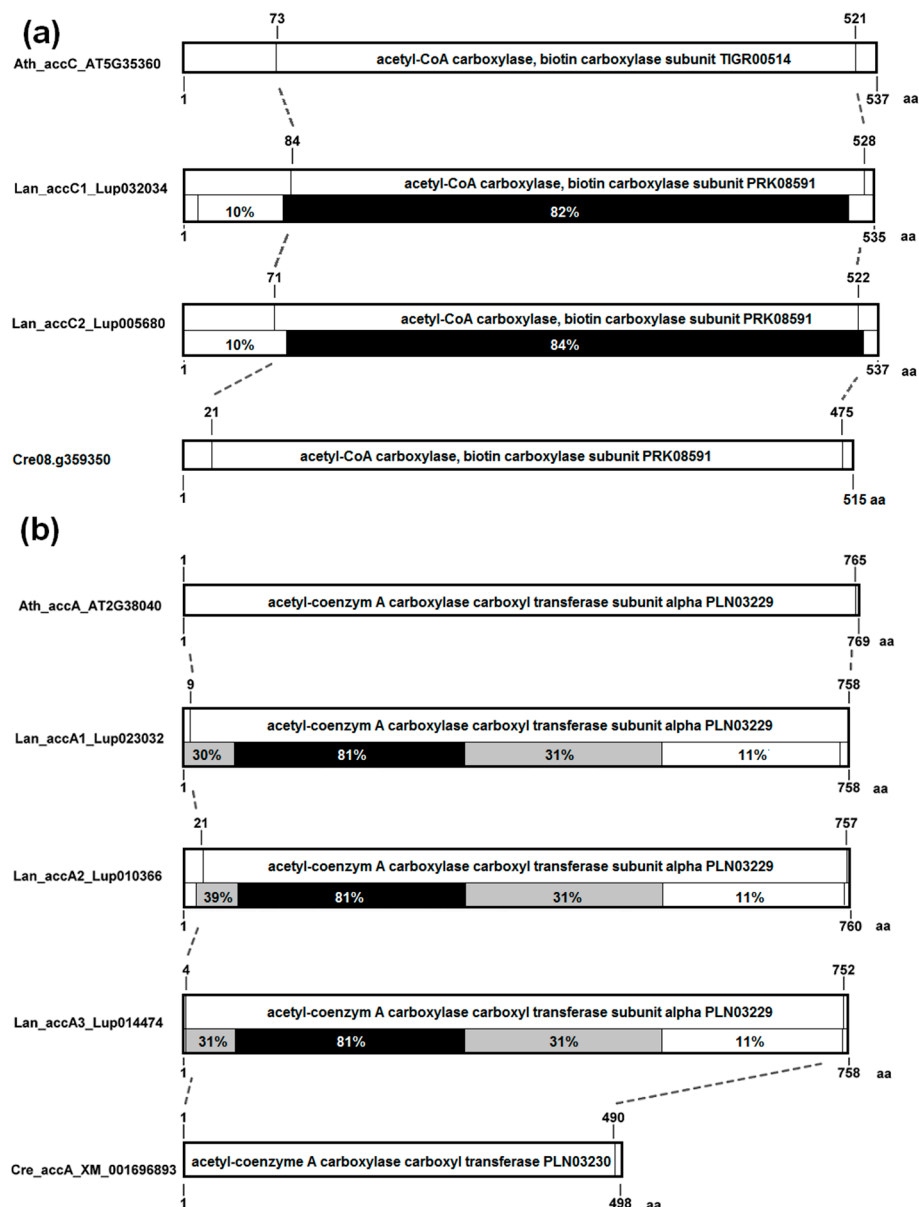 (a)
73 521
Ath_accC_AT5G35360 acetyl-CoA carboxylase, biotin carboxylase subunit TIGR00514
1 537 aa
84 528
Lan_accC1_Lup032034 acetyl-CoA carboxylase, biotin carboxylase subunit PRK08591
10% 82%
1 535 aa
71 522
Lan_accC2_Lup005680 acetyl-CoA carboxylase, biotin carboxylase subunit PRK08591
10% 84%
1 537 aa
21 475
Cre08.g359350 acetyl-CoA carboxylase, biotin carboxylase subunit PRK08591
1 515 aa
(b)
1 765
Ath_accA_AT2G38040 acetyl-coenzym A carboxylase carboxyl transferase subunit alpha PLN03229
1 769 aa
9 758
Lan_accA1_Lup023032 acetyl-coenzym A carboxylase carboxyl transferase subunit alpha PLN03229
30% 81% 31% 11%
1 758 aa
21 757
Lan_accA2_Lup010366 acetyl-coenzym A carboxylase carboxyl transferase subunit alpha PLN03229
39% 81% 31% 11%
1 760 aa
4 752
Lan_accA3_Lup014474 acetyl-coenzym A carboxylase carboxyl transferase subunit alpha PLN03229
31% 81% 31% 11%
1 758 aa
1 490
Cre_accA_XM_001696893 acetyl-coenzyme A carboxylase carboxyl transferase PLN03230
1 498 aa